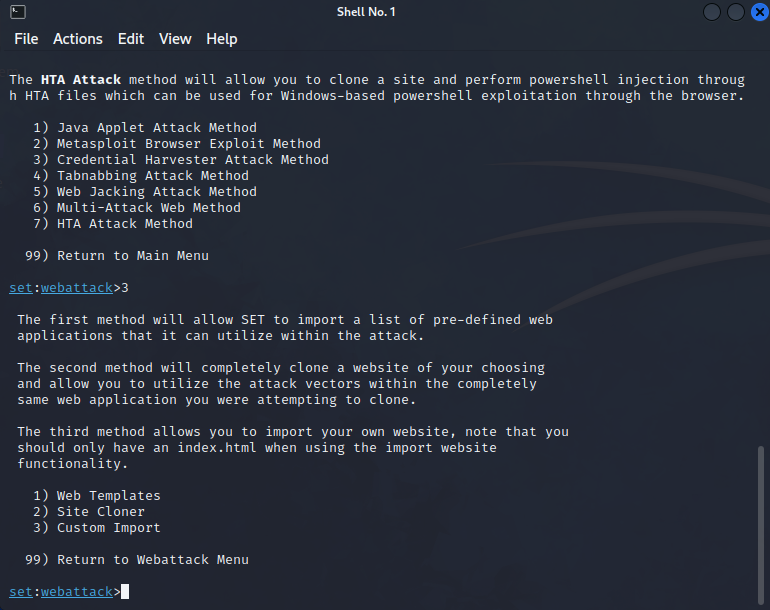 Shell No. 1
File Actions Edit View Help
The HTA Attack method will allow you to clone a site and perform powershell injection throug
h HTA files which can be used for Windows-based powershell exploitation through the browser.
1) Java Applet Attack Method
2) Metasploit Browser Exploit Method
3) Credential Harvester Attack Method
4) Tabnabbing Attack Method
5) Web Jacking Attack Method
6) Multi-Attack Web Method
7) HTA Attack Method
99) Return to Main Menu
set:webattack>3
The first method will allow SET to import a list of pre-defined web
applications that it can utilize within the attack.
The second method will completely clone a website of your choosing
and allow you to utilize the attack vectors within the completely
same web application you were attempting to clone.
The third method allows you to import your own website, note that you
should only have an index.html when using the import website
functionality.
1) Web Templates
2) Site Cloner
3) Custom Import
99) Return to Webattack Menu
set:webattack>